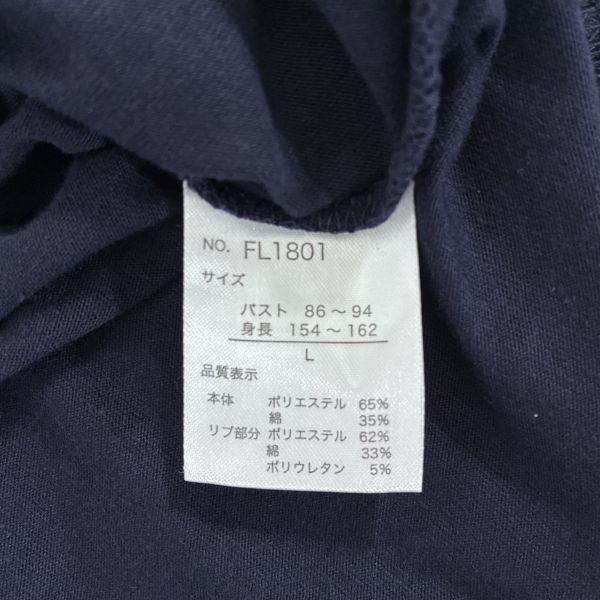 NO. FL1801
サイズ
バスト 86～94
身長 154～162
L
品質表示
本体 ポリエステル 65%
綿 35%
リブ部分 ポリエステル 62%
綿 33%
ポリウレタン 5%